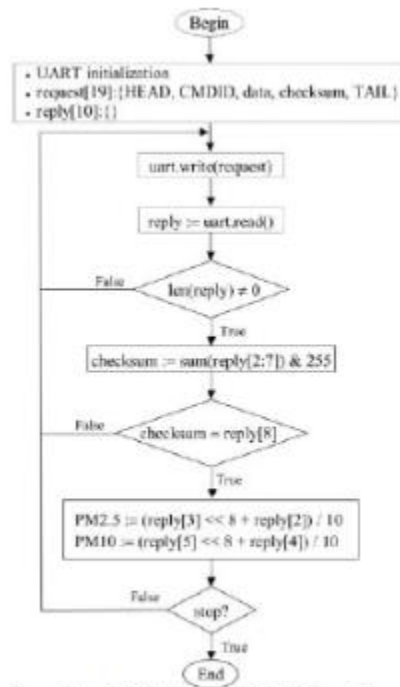 Begin
• UART initialization
• request[19]:{HEAD, CMDID, data, checksum, TAIL}
• reply[10]:{}
uart.write(request)
reply := uart.read()
False
len(reply) ≠ 0
True
checksum := sum(reply[2:7]) & 255
False
checksum = reply[8]
True
PM2.5 := (reply[3] << 8 + reply[2]) / 10
PM10 := (reply[5] << 8 + reply[4]) / 10
False
stop?
True
End